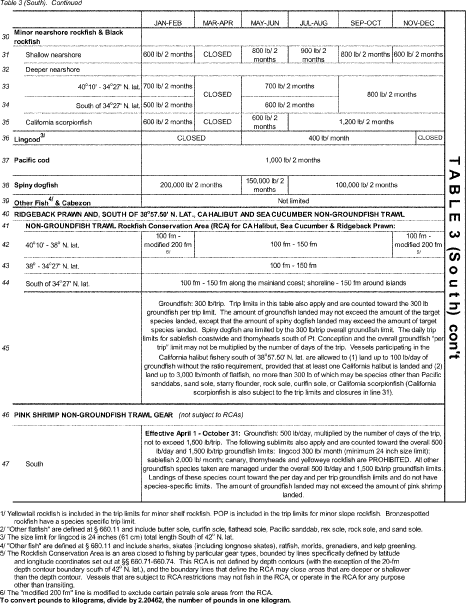 Table 3 (South). Continued
JAN-FEB MAR-APR MAY-JUN JUL-AUG SEP-OCT NOV-DEC
30 Minor nearshore rockfish & Black rockfish
31 Shallow nearshore 600 lb/ 2 months CLOSED 800 lb/ 2 months 900 lb/ 2 months 800 lb/ 2 months 600 lb/ 2 months
32 Deeper nearshore
33 40°10' - 34°27' N. lat. 700 lb/ 2 months CLOSED 700 lb/ 2 months 800 lb/ 2 months
34 South of 34°27' N. lat. 500 lb/ 2 months 600 lb/ 2 months
35 California scorpionfish 600 lb/ 2 months CLOSED 600 lb/ 2 months 1,200 lb/ 2 months
36 Lingcod 3/ CLOSED 400 lb/ month CLOSED
37 Pacific cod 1,000 lb/ 2 months
38 Spiny dogfish 200,000 lb/ 2 months 150,000 lb/ 2 months 100,000 lb/ 2 months
39 Other Fish 4/ & Cabezon Not limited
40 RIDGEBACK PRAWN AND, SOUTH OF 38°57.50' N. LAT., CA HALIBUT AND SEA CUCUMBER NON-GROUNDFISH TRAWL
41 NON-GROUNDFISH TRAWL Rockfish Conservation Area (RCA) for CA Halibut, Sea Cucumber & Ridgeback Prawn:
42 40°10' - 38° N. lat. 100 fm - modified 200 fm 6/ 100 fm - 150 fm 100 fm - modified 200 fm
43 38° - 34°27' N. lat. 100 fm - 150 fm
44 South of 34°27' N. lat. 100 fm - 150 fm along the mainland coast; shoreline - 150 fm around islands
45 Groundfish: 300 lb/trip. Trip limits in this table also apply and are counted toward the 300 lb
groundfish per trip limit. The amount of groundfish landed may not exceed the amount of the target
species landed, except that the amount of spiny dogfish landed may exceed the amount of target
species landed. Spiny dogfish are limited by the 300 lb/trip overall groundfish limit. The daily trip
limits for sablefish coastwide and thornyheads south of Pt. Conception and the overall groundfish "per
trip" limit may not be multiplied by the number of days of the trip. Vessels participating in the
California halibut fishery south of 38°57.50' N. lat. are allowed to (1) land up to 100 lb/day of
groundfish without the ratio requirement, provided that at least one California halibut is landed and (2)
land up to 3,000 lb/month of flatfish, no more than 300 lb of which may be species other than Pacific
sanddabs, sand sole, starry flounder, rock sole, curlfin sole, or California scorpionfish (California
scorpionfish is also subject to the trip limits and closures in line 31).
46 PINK SHRIMP NON-GROUNDFISH TRAWL GEAR (not subject to RCAs)
47 South Effective April 1 - October 31: Groundfish: 500 lb/day, multiplied by the number of days of the trip,
not to exceed 1,500 lb/trip. The following sublimits also apply and are counted toward the overall 500
lb/day and 1,500 lb/trip groundfish limits: lingcod 300 lb/ month (minimum 24 inch size limit);
sablefish 2,000 lb/ month; canary, thornyheads and yelloweye rockfish are PROHIBITED. All other
groundfish species taken are managed under the overall 500 lb/day and 1,500 lb/trip groundfish limits.
Landings of these species count toward the per day and per trip groundfish limits and do not have
species-specific limits. The amount of groundfish landed may not exceed the amount of pink shrimp
landed.
TABLE 3 (South) con't
1/ Yellowtail rockfish is included in the trip limits for minor shelf rockfish. POP is included in the trip limits for minor slope rockfish. Bronzespotted
rockfish have a species specific trip limit.
2/ "Other flatfish" are defined at § 660.11 and include butter sole, curlfin sole, flathead sole, Pacific sanddab, rex sole, rock sole, and sand sole.
3/ The size limit for lingcod is 24 inches (61 cm) total length South of 42° N. lat.
4/ "Other fish" are defined at § 660.11 and include sharks, skates (including longnose skates), ratfish, morids, grenadiers, and kelp greenling.
5/ The Rockfish Conservation Area is an area closed to fishing by particular gear types, bounded by lines specifically defined by latitude
and longitude coordinates set out at §§ 660.71-660.74. This RCA is not defined by depth contours (with the exception of the 20-fm
depth contour boundary south of 42° N. lat.), and the boundary lines that define the RCA may close areas that are deeper or shallower
than the depth contour. Vessels that are subject to RCA restrictions may not fish in the RCA, or operate in the RCA for any purpose
other than transiting.
6/ The "modified 200 fm" line is modified to exclude certain petrale sole areas from the RCA.
To convert pounds to kilograms, divide by 2.20462, the number of pounds in one kilogram.